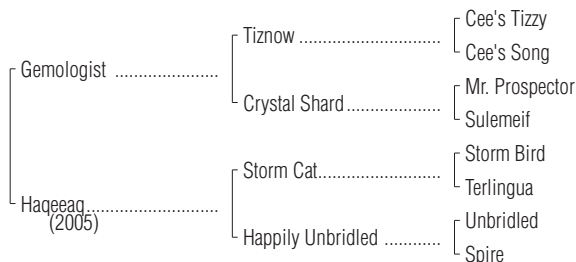 Cee's Tizzy
Tiznow ........................................
Cee's Song
Gemologist .............................
Mr. Prospector
Crystal Shard..........................
Sulemeif
Storm Bird
Storm Cat..................................
Terlingua
Haqeeaq.....................................
(2005)
Unbridled
Happily Unbridled ................
Spire